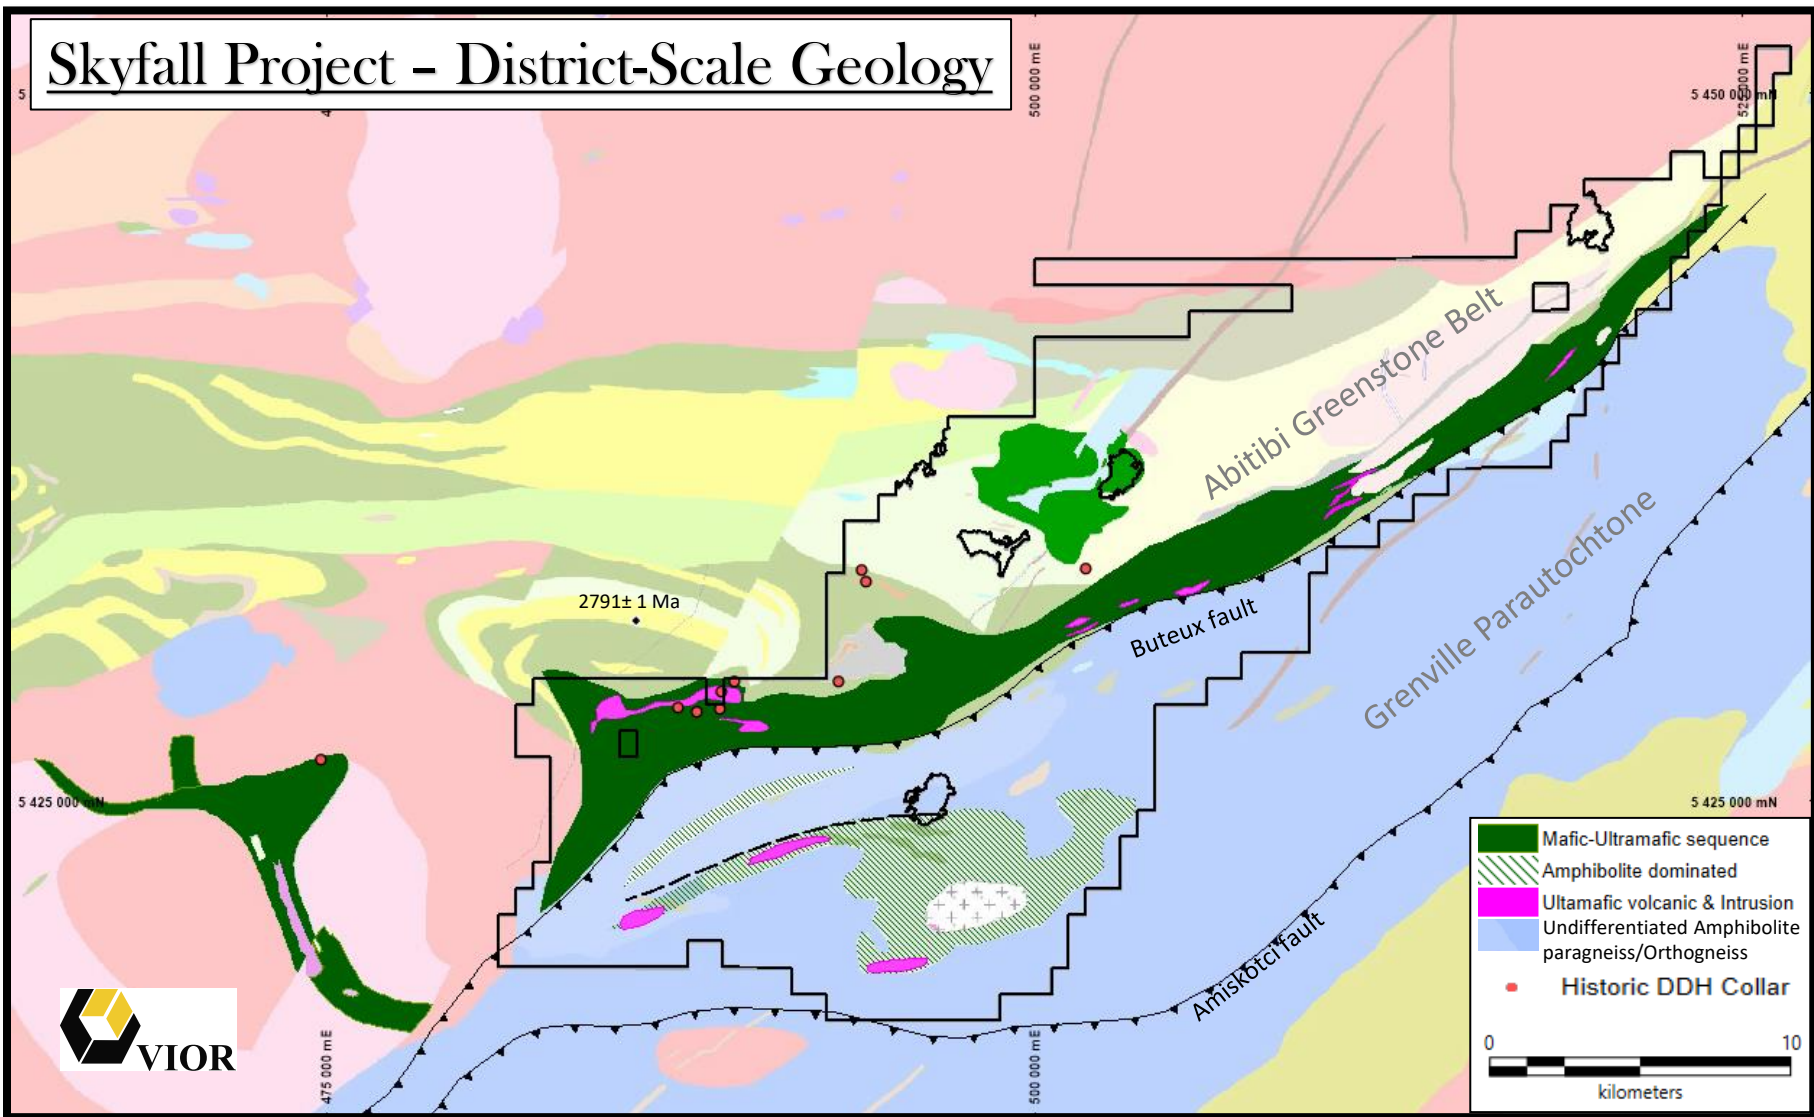 Skyfall Project – District-Scale Geology
5
4
500 000 mE
525 000 mE
5 450 000 mN
Abitibi Greenstone Belt
2791± 1 Ma
Buteux fault
Grenville Parautochtone
5 425 000 mN
5 425 000 mN
Amiskotci fault
475 000 mE
500 000 mE
VIOR
Mafic-Ultramafic sequence
Amphibolite dominated
Ultamafic volcanic & Intrusion
Undifferentiated Amphibolite
paragneiss/Orthogneiss
Historic DDH Collar
0 10
kilometers